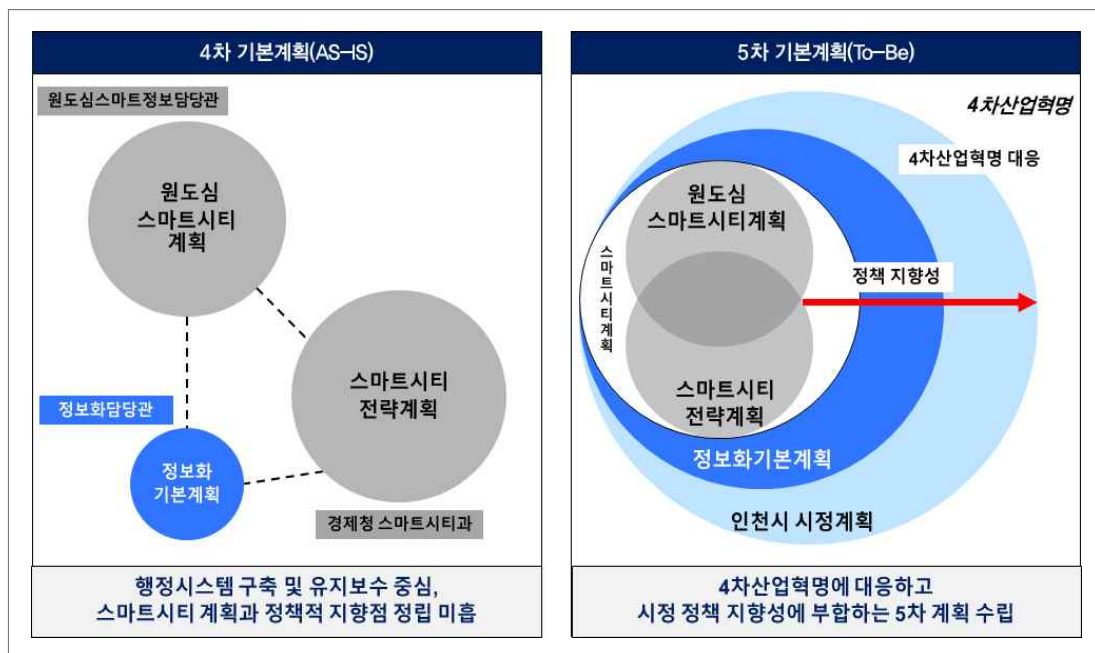 4차 기본계획(AS-IS)
원도심스마트정보담당관
원도심
스마트시티
계획
스마트시티
전략계획
정보화담당관
정보화
기본계획
경제청 스마트시티과
행정시스템 구축 및 유지보수 중심,
스마트시티 계획과 정책적 지향점 정립 미흡
5차 기본계획(To-Be)
4차산업혁명
4차산업혁명 대응
원도심
스마트시티계획
스마트시티계획
정책 지향성
스마트시티
전략계획
정보화기본계획
인천시 시정계획
4차산업혁명에 대응하고
시정 정책 지향성에 부합하는 5차 계획 수립